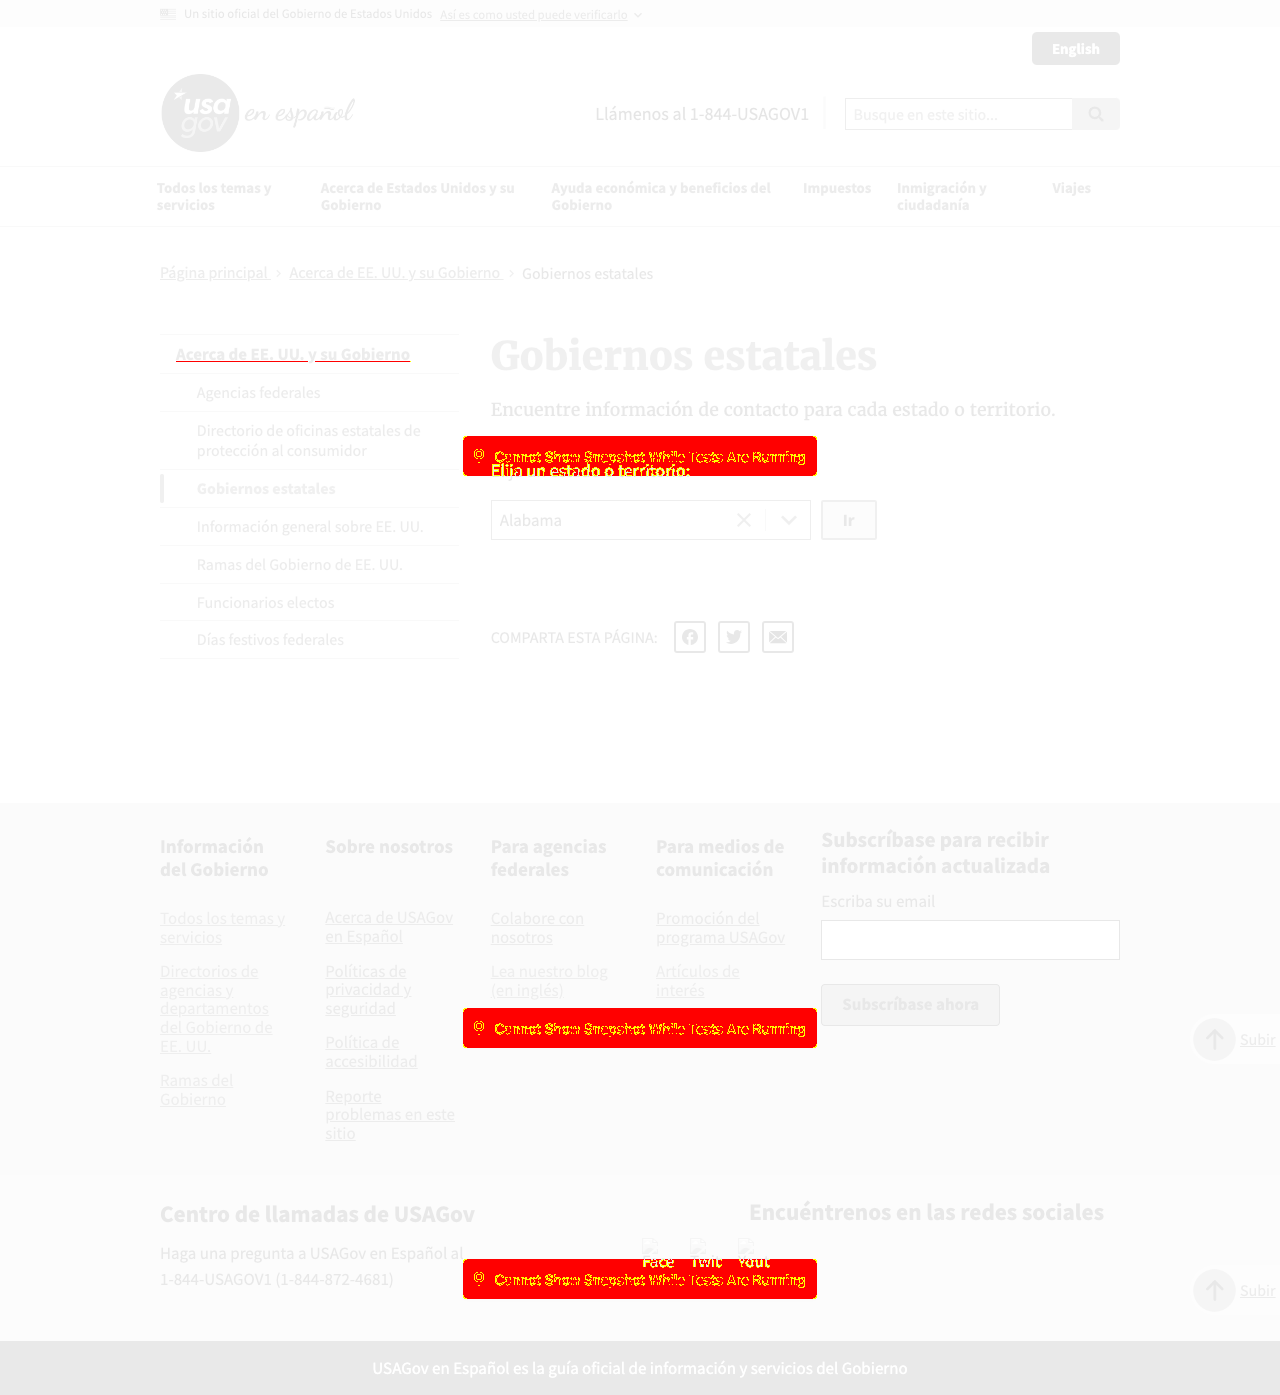 Un sitio oficial del Gobierno de Estados Unidos Así es como usted puede verificarlo
English
usa gov en español
Llámenos al 1-844-USAGOV1
Busque en este sitio...
Todos los temas y servicios
Acerca de Estados Unidos y su Gobierno
Ayuda económica y beneficios del Gobierno
Impuestos
Inmigración y ciudadanía
Viajes
Página principal › Acerca de EE. UU. y su Gobierno › Gobiernos estatales
Acerca de EE. UU. y su Gobierno
Agencias federales
Directorio de oficinas estatales de
protección al consumidor
Gobiernos estatales
Información general sobre EE. UU.
Ramas del Gobierno de EE. UU.
Funcionarios electos
Días festivos federales
Gobiernos estatales
Encuentre información de contacto para cada estado o territorio.
Cannot Show Snapshot While Tests Are Running
Elija un estado o territorio:
Alabama
Ir
COMPARTA ESTA PÁGINA:
Información
del Gobierno
Todos los temas y
servicios
Directorios de
agencias y
departamentos
del Gobierno de
EE. UU.
Ramas del
Gobierno
Sobre nosotros
Acerca de USAGov
en Español
Políticas de
privacidad y
seguridad
Política de
accesibilidad
Reporte
problemas en este
sitio
Para agencias
federales
Colabore con
nosotros
Lea nuestro blog
(en inglés)
Para medios de
comunicación
Promoción del
programa USAGov
Artículos de
interés
Subscríbase para recibir
información actualizada
Escriba su email
Subscríbase ahora
Cannot Show Snapshot While Tests Are Running
Subir
Centro de llamadas de USAGov
Haga una pregunta a USAGov en Español al
1-844-USAGOV1 (1-844-872-4681)
Encuéntrenos en las redes sociales
Face Twit Yout
Cannot Show Snapshot While Tests Are Running
Subir
USAGov en Español es la guía oficial de información y servicios del Gobierno